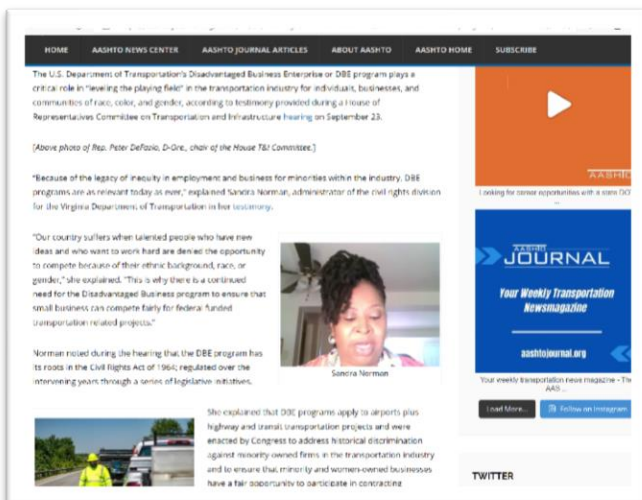 HOME AASHTO NEWS CENTER AASHTO JOURNAL ARTICLES ABOUT AASHTO AASHTO HOME SUBSCRIBE
The U.S. Department of Transportation's Disadvantaged Business Enterprise or DBE program plays a
critical role in "leveling the playing field" in the transportation industry for individuals, businesses, and
communities of race, color, and gender, according to testimony provided during a House of
Representatives Committee on Transportation and Infrastructure hearing on September 23.
[Above photo of Rep. Peter DeFazio, D-Ore., chair of the House T&I Committee.]
"Because of the legacy of inequity in employment and business for minorities within the industry, DBE
programs are as relevant today as ever," explained Sandra Norman, administrator of the civil rights division
for the Virginia Department of Transportation in her testimony.
"Our country suffers when talented people who have new
ideas and who want to work hard are denied the opportunity
to compete because of their ethnic background, race, or
gender," she explained. "This is why there is a continued
need for the Disadvantaged Business program to ensure that
small business can compete fairly for federal funded
transportation related projects."
Sandra Norman
Norman noted during the hearing that the DBE program has
its roots in the Civil Rights Act of 1964; regulated over the
intervening years through a series of legislative initiatives.
She explained that DBE programs apply to airports plus
highway and transit transportation projects and were
enacted by Congress to address historical discrimination
against minority owned firms in the transportation industry
and to ensure that minority and women-owned businesses
have a fair opportunity to participate in contracting
AASHTO
Looking for career opportunities with a state DOT
...
AASHTO
JOURNAL
Your Weekly Transportation
Newsmagazine
aashtojournal.org
Your weekly transportation news magazine - The
AAS...
Load More...
Follow on Instagram
TWITTER